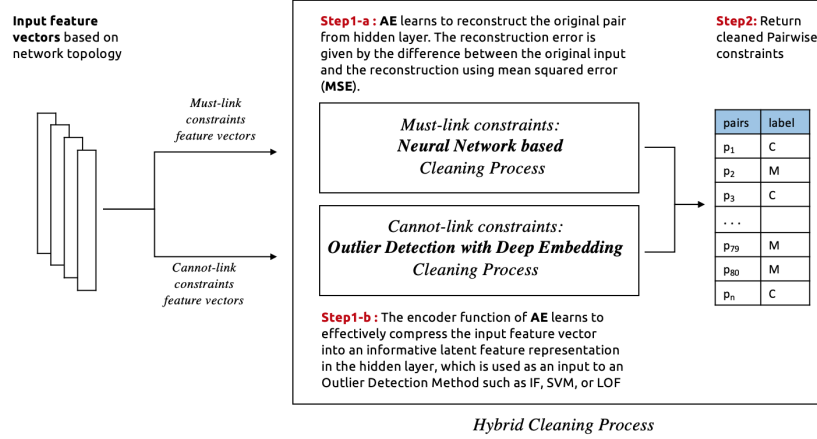 Input feature
vectors based on
network topology
Must-link
constraints
feature vectors
Cannot-link
constraints
feature vectors
Step1-a : AE learns to reconstruct the original pair
from hidden layer. The reconstruction error is
given by the difference between the original input
and the reconstruction using mean squared error
(MSE).
Must-link constraints:
Neural Network based
Cleaning Process
Cannot-link constraints:
Outlier Detection with Deep Embedding
Cleaning Process
Step1-b : The encoder function of AE learns to
effectively compress the input feature vector
into an informative latent feature representation
in the hidden layer, which is used as an input to an
Outlier Detection Method such as IF, SVM, or LOF
Step2: Return
cleaned Pairwise
constraints
pairs label
p1 C
p2 M
p3 C
...
p79 M
p80 M
pn C
Hybrid Cleaning Process